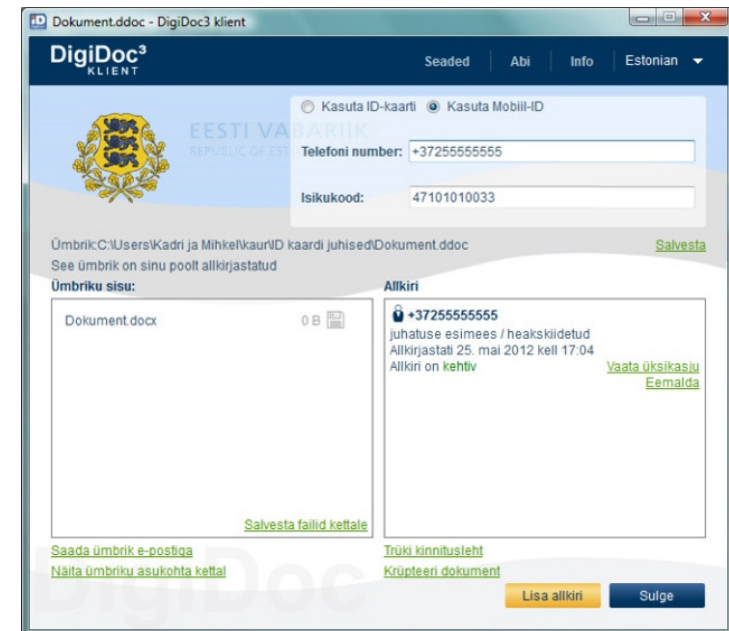 Dokument.ddoc - DigiDoc3 klient
DigiDoc³
KLIENT
Seaded
Abi
Info
Estonian
Kasuta ID-kaarti
Kasuta Mobiil-ID
EESTI VABARIIK
REPUBLIC OF EST
Telefoni number:
+37255555555
Isikukood:
47101010033
Ümbrik:C:\Users\Kadri ja Mihkel\kaur\ID kaardi juhised\Dokument.ddoc
Salvesta
See ümbrik on sinu poolt allkirjastatud
Ümbriku sisu:
Dokument.docx
0 B
Salvesta failid kettale
Allkiri
+37255555555
juhatuse esimees / heakskiidetud
Allkirjastati 25. mai 2012 kell 17:04
Allkiri on kehtiv
Vaata üksikasju
Eemalda
Saada ümbrik e-postiga
Näita ümbriku asukohta kettal
Trüki kinnitusleht
Krüpteeri dokument
DigiDoc
Lisa allkiri
Sulge